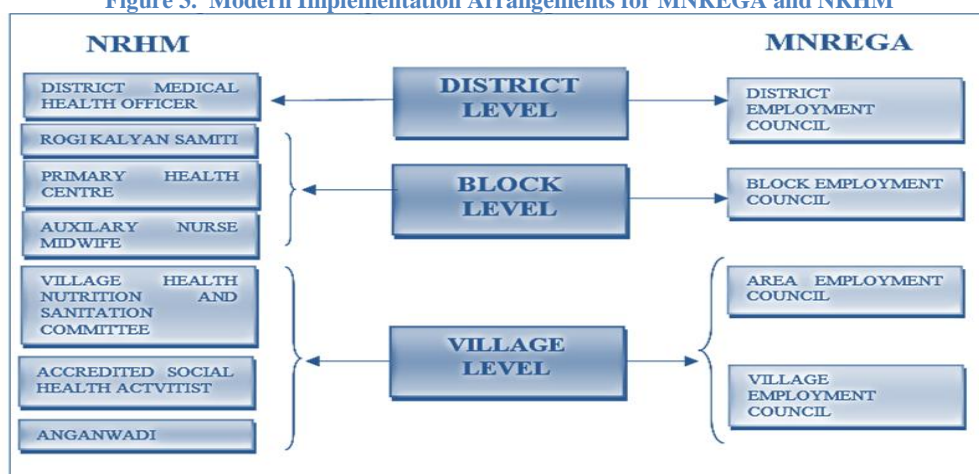 Figure 3. Modern Implementation Arrangements for MNREGA and NRHM
NRHM
DISTRICT MEDICAL
HEALTH OFFICER
ROGI KALYAN SAMITI
PRIMARY HEALTH
CENTRE
AUXILARY NURSE
MIDWIFE
VILLAGE HEALTH
NUTRITION AND
SANITATION
COMMITTEE
ACCREDITED SOCIAL
HEALTH ACTVITIST
ANGANWADI
DISTRICT
LEVEL
BLOCK
LEVEL
VILLAGE
LEVEL
MNREGA
DISTRICT
EMPLOYMENT
COUNCIL
BLOCK EMPLOYMENT
COUNCIL
AREA EMPLOYMENT
COUNCIL
VILLAGE
EMPLOYMENT
COUNCIL